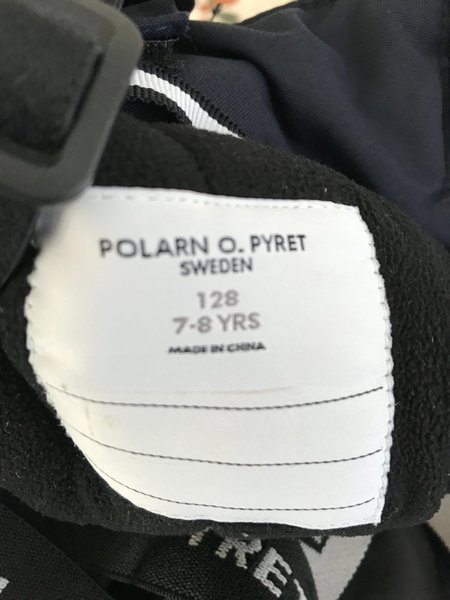 POLARN O. PYRET
SWEDEN
128
7-8 YRS
MADE IN CHINA